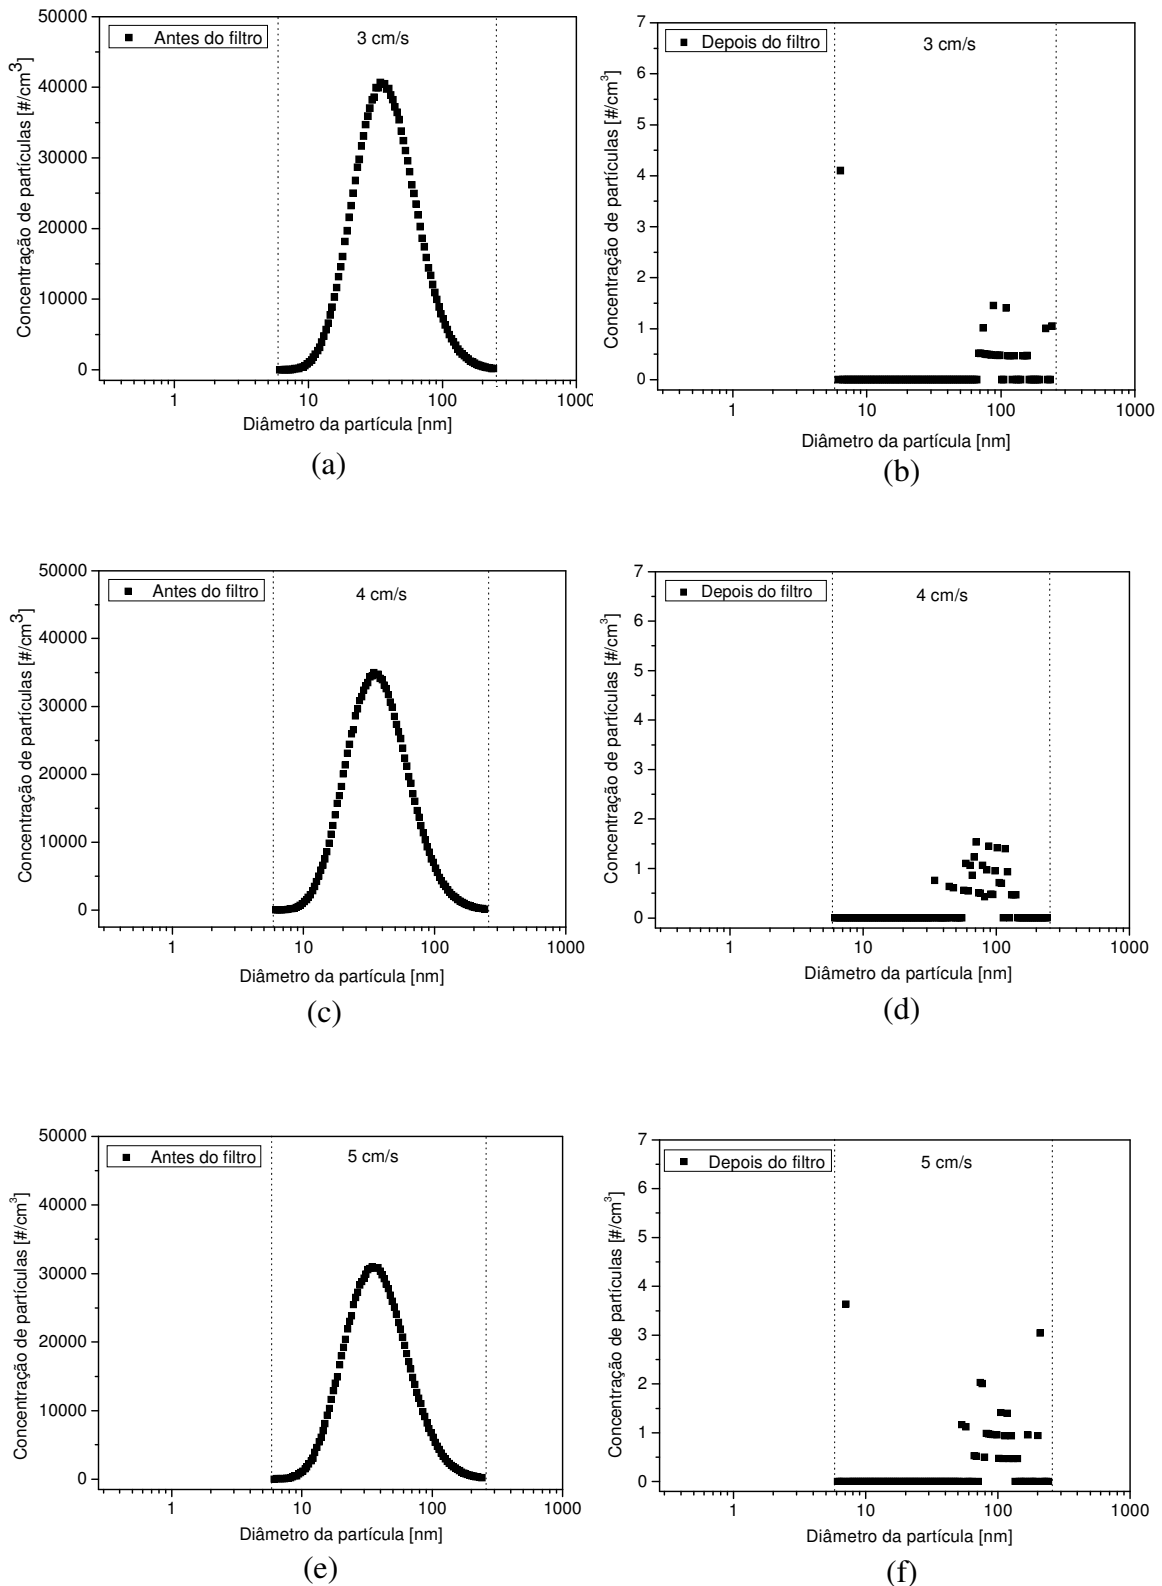 50000
40000
30000
20000
10000
0
Concentração de partículas [#/cm³]
Antes do filtro
3 cm/s
1
10
100
1000
Diâmetro da partícula [nm]
(a)
7
6
5
4
3
2
1
0
Concentração de partículas [#/cm³]
Depois do filtro
3 cm/s
1
10
100
1000
Diâmetro da partícula [nm]
(b)
50000
40000
30000
20000
10000
0
Concentração de partículas [#/cm³]
Antes do filtro
4 cm/s
1
10
100
1000
Diâmetro da partícula [nm]
(c)
7
6
5
4
3
2
1
0
Concentração de partículas [#/cm³]
Depois do filtro
4 cm/s
1
10
100
1000
Diâmetro da partícula [nm]
(d)
50000
40000
30000
20000
10000
0
Concentração de partículas [#/cm³]
Antes do filtro
5 cm/s
1
10
100
1000
Diâmetro da partícula [nm]
(e)
7
6
5
4
3
2
1
0
Concentração de partículas [#/cm³]
Depois do filtro
5 cm/s
1
10
100
1000
Diâmetro da partícula [nm]
(f)